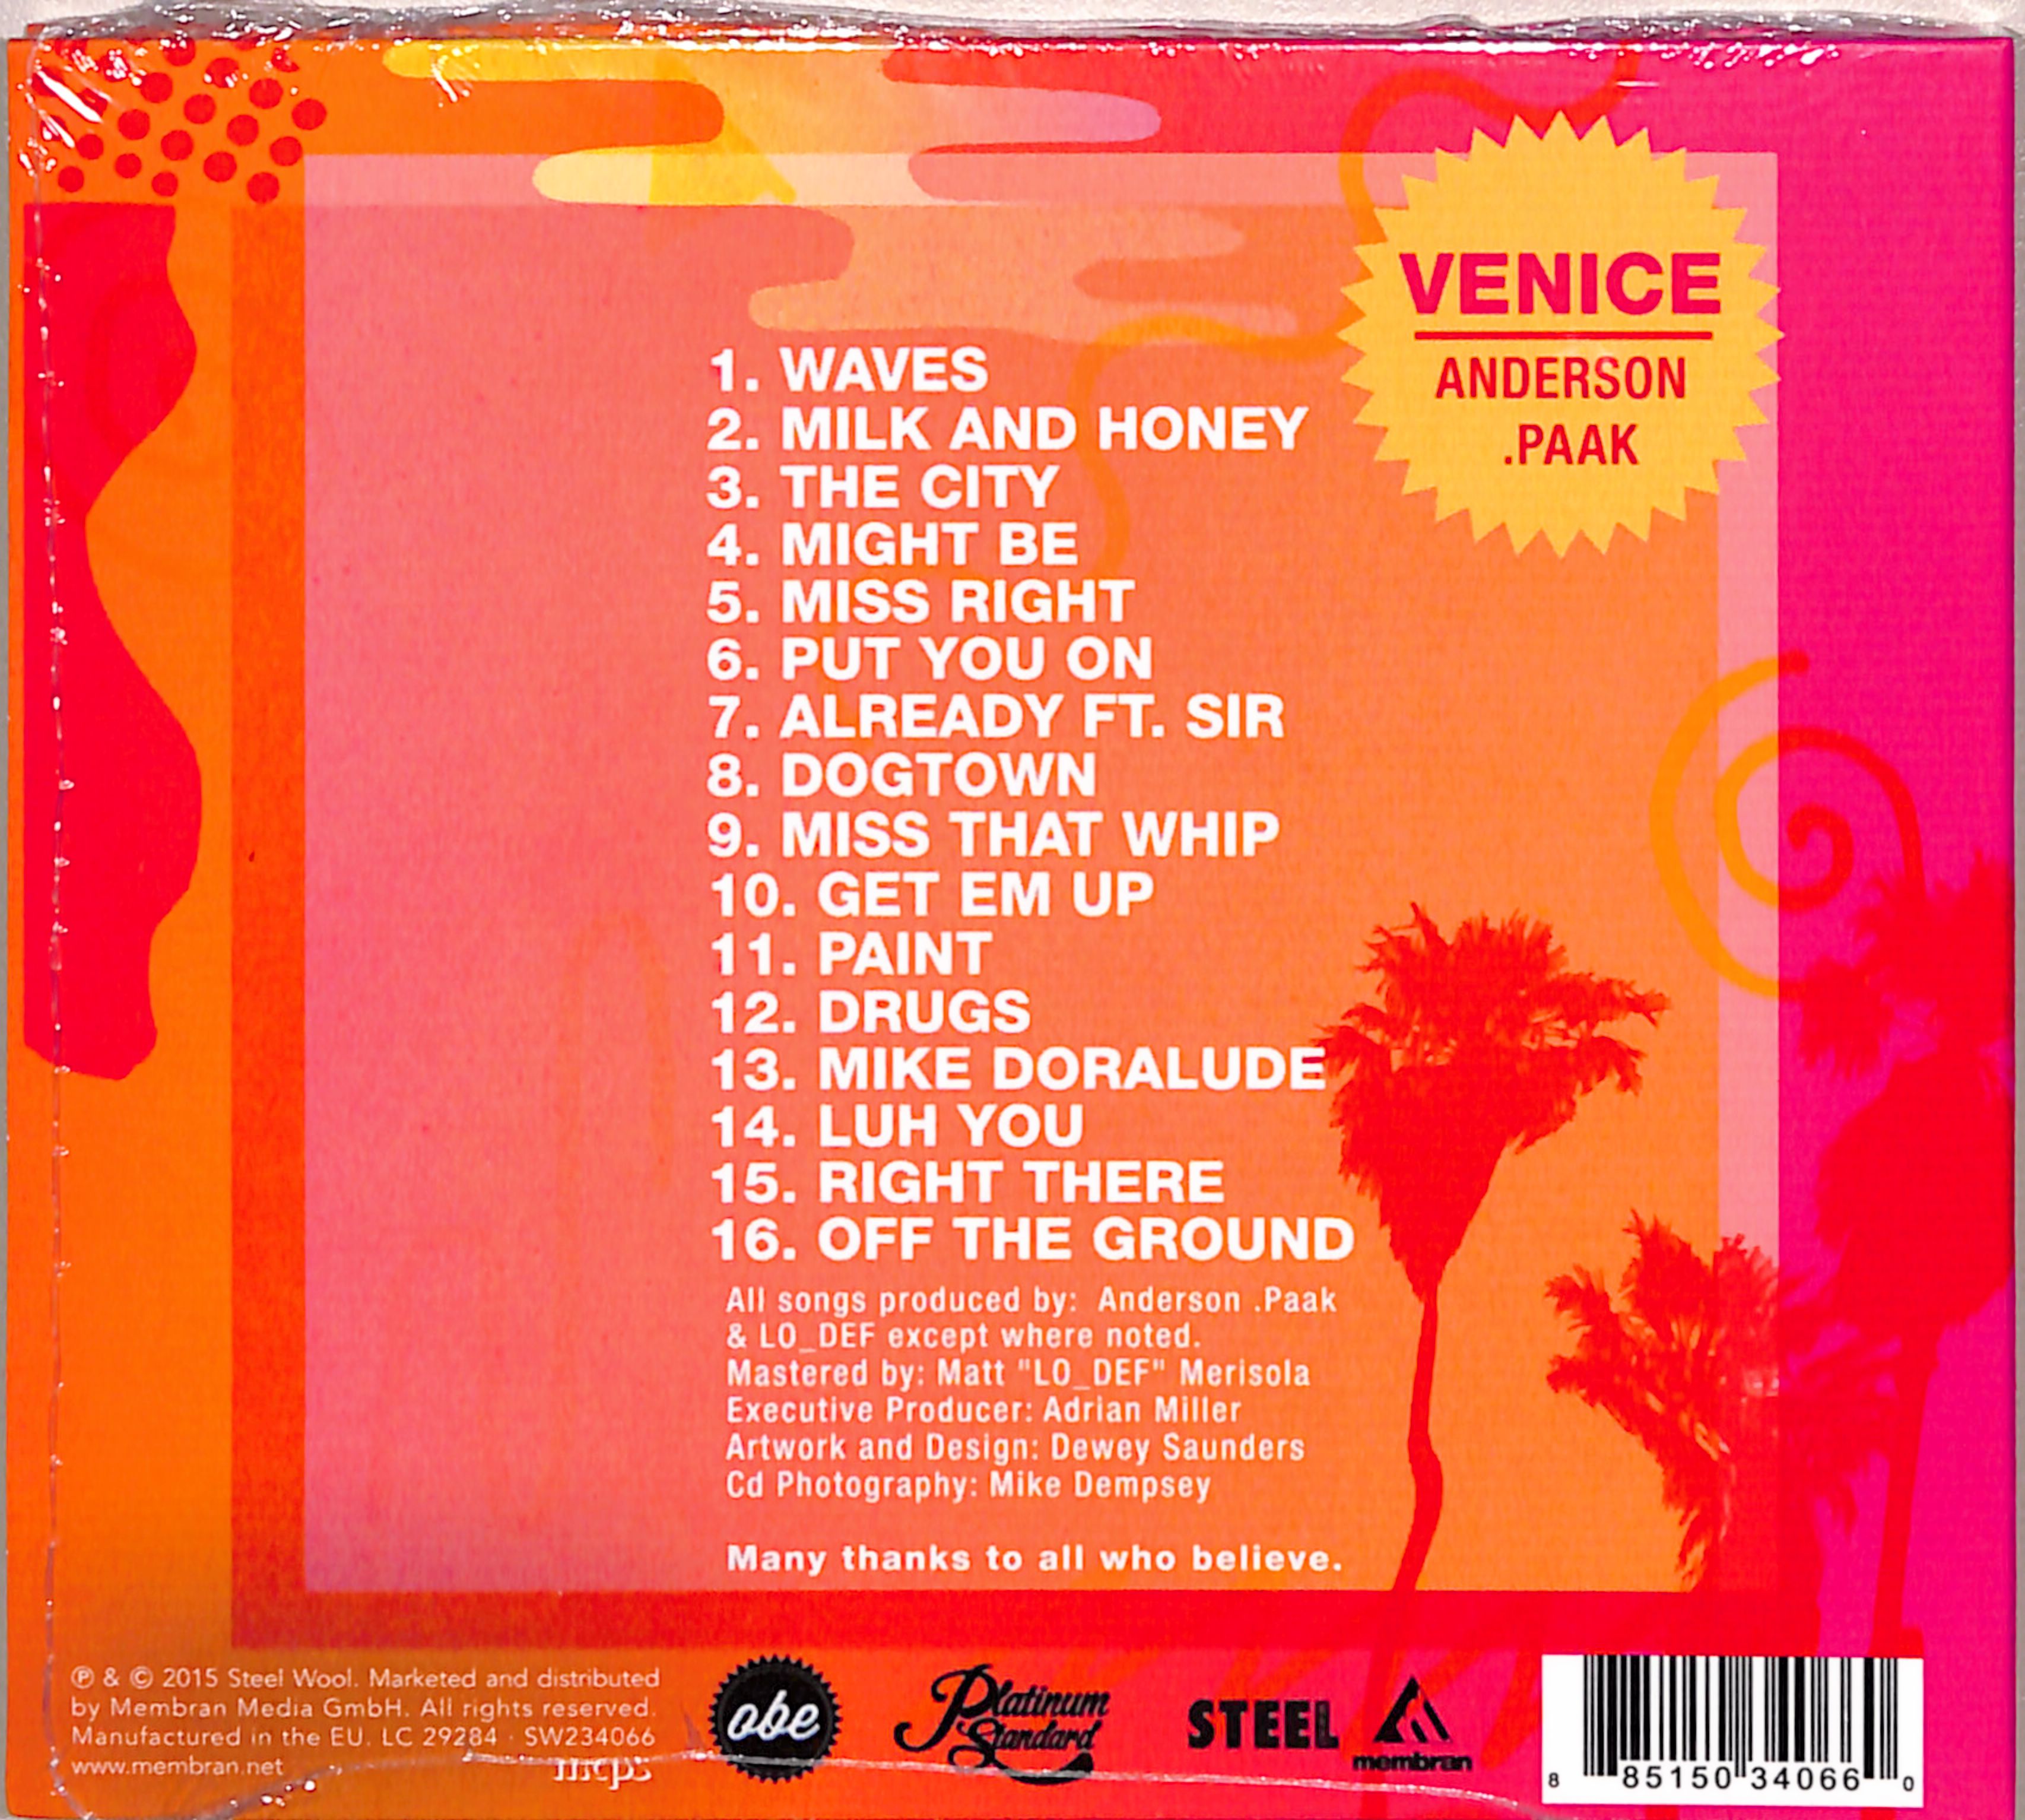 VENICE
ANDERSON
.PAAK
1. WAVES
2. MILK AND HONEY
3. THE CITY
4. MIGHT BE
5. MISS RIGHT
6. PUT YOU ON
7. ALREADY FT. SIR
8. DOGTOWN
9. MISS THAT WHIP
10. GET EM UP
11. PAINT
12. DRUGS
13. MIKE DORALUDE
14. LUH YOU
15. RIGHT THERE
16. OFF THE GROUND
All songs produced by: Anderson .Paak
& LO_DEF except where noted.
Mastered by: Matt "LO_DEF" Merisola
Executive Producer: Adrian Miller
Artwork and Design: Dewey Saunders
Cd Photography: Mike Dempsey
Many thanks to all who believe.
℗ & © 2015 Steel Wool. Marketed and distributed
by Membran Media GmbH. All rights reserved.
Manufactured in the EU. LC 29284 · SW234066
www.membran.net
mcps
obe
Platinum
Standard
STEEL
membran
8 85150 34066 0